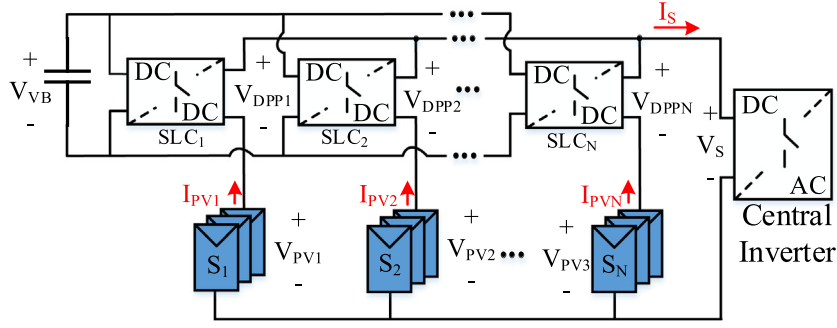 I_S
+ V_VB -
DC DC SLC_1
+ V_DPP1 -
DC DC SLC_2
+ V_DPP2 -
DC DC SLC_N
+ V_DPPN -
+ V_S -
DC AC
Central
Inverter
I_PV1
I_PV2
I_PVN
S_1
+ V_PV1 -
S_2
+ V_PV2 -
+ V_PV3 -
S_N